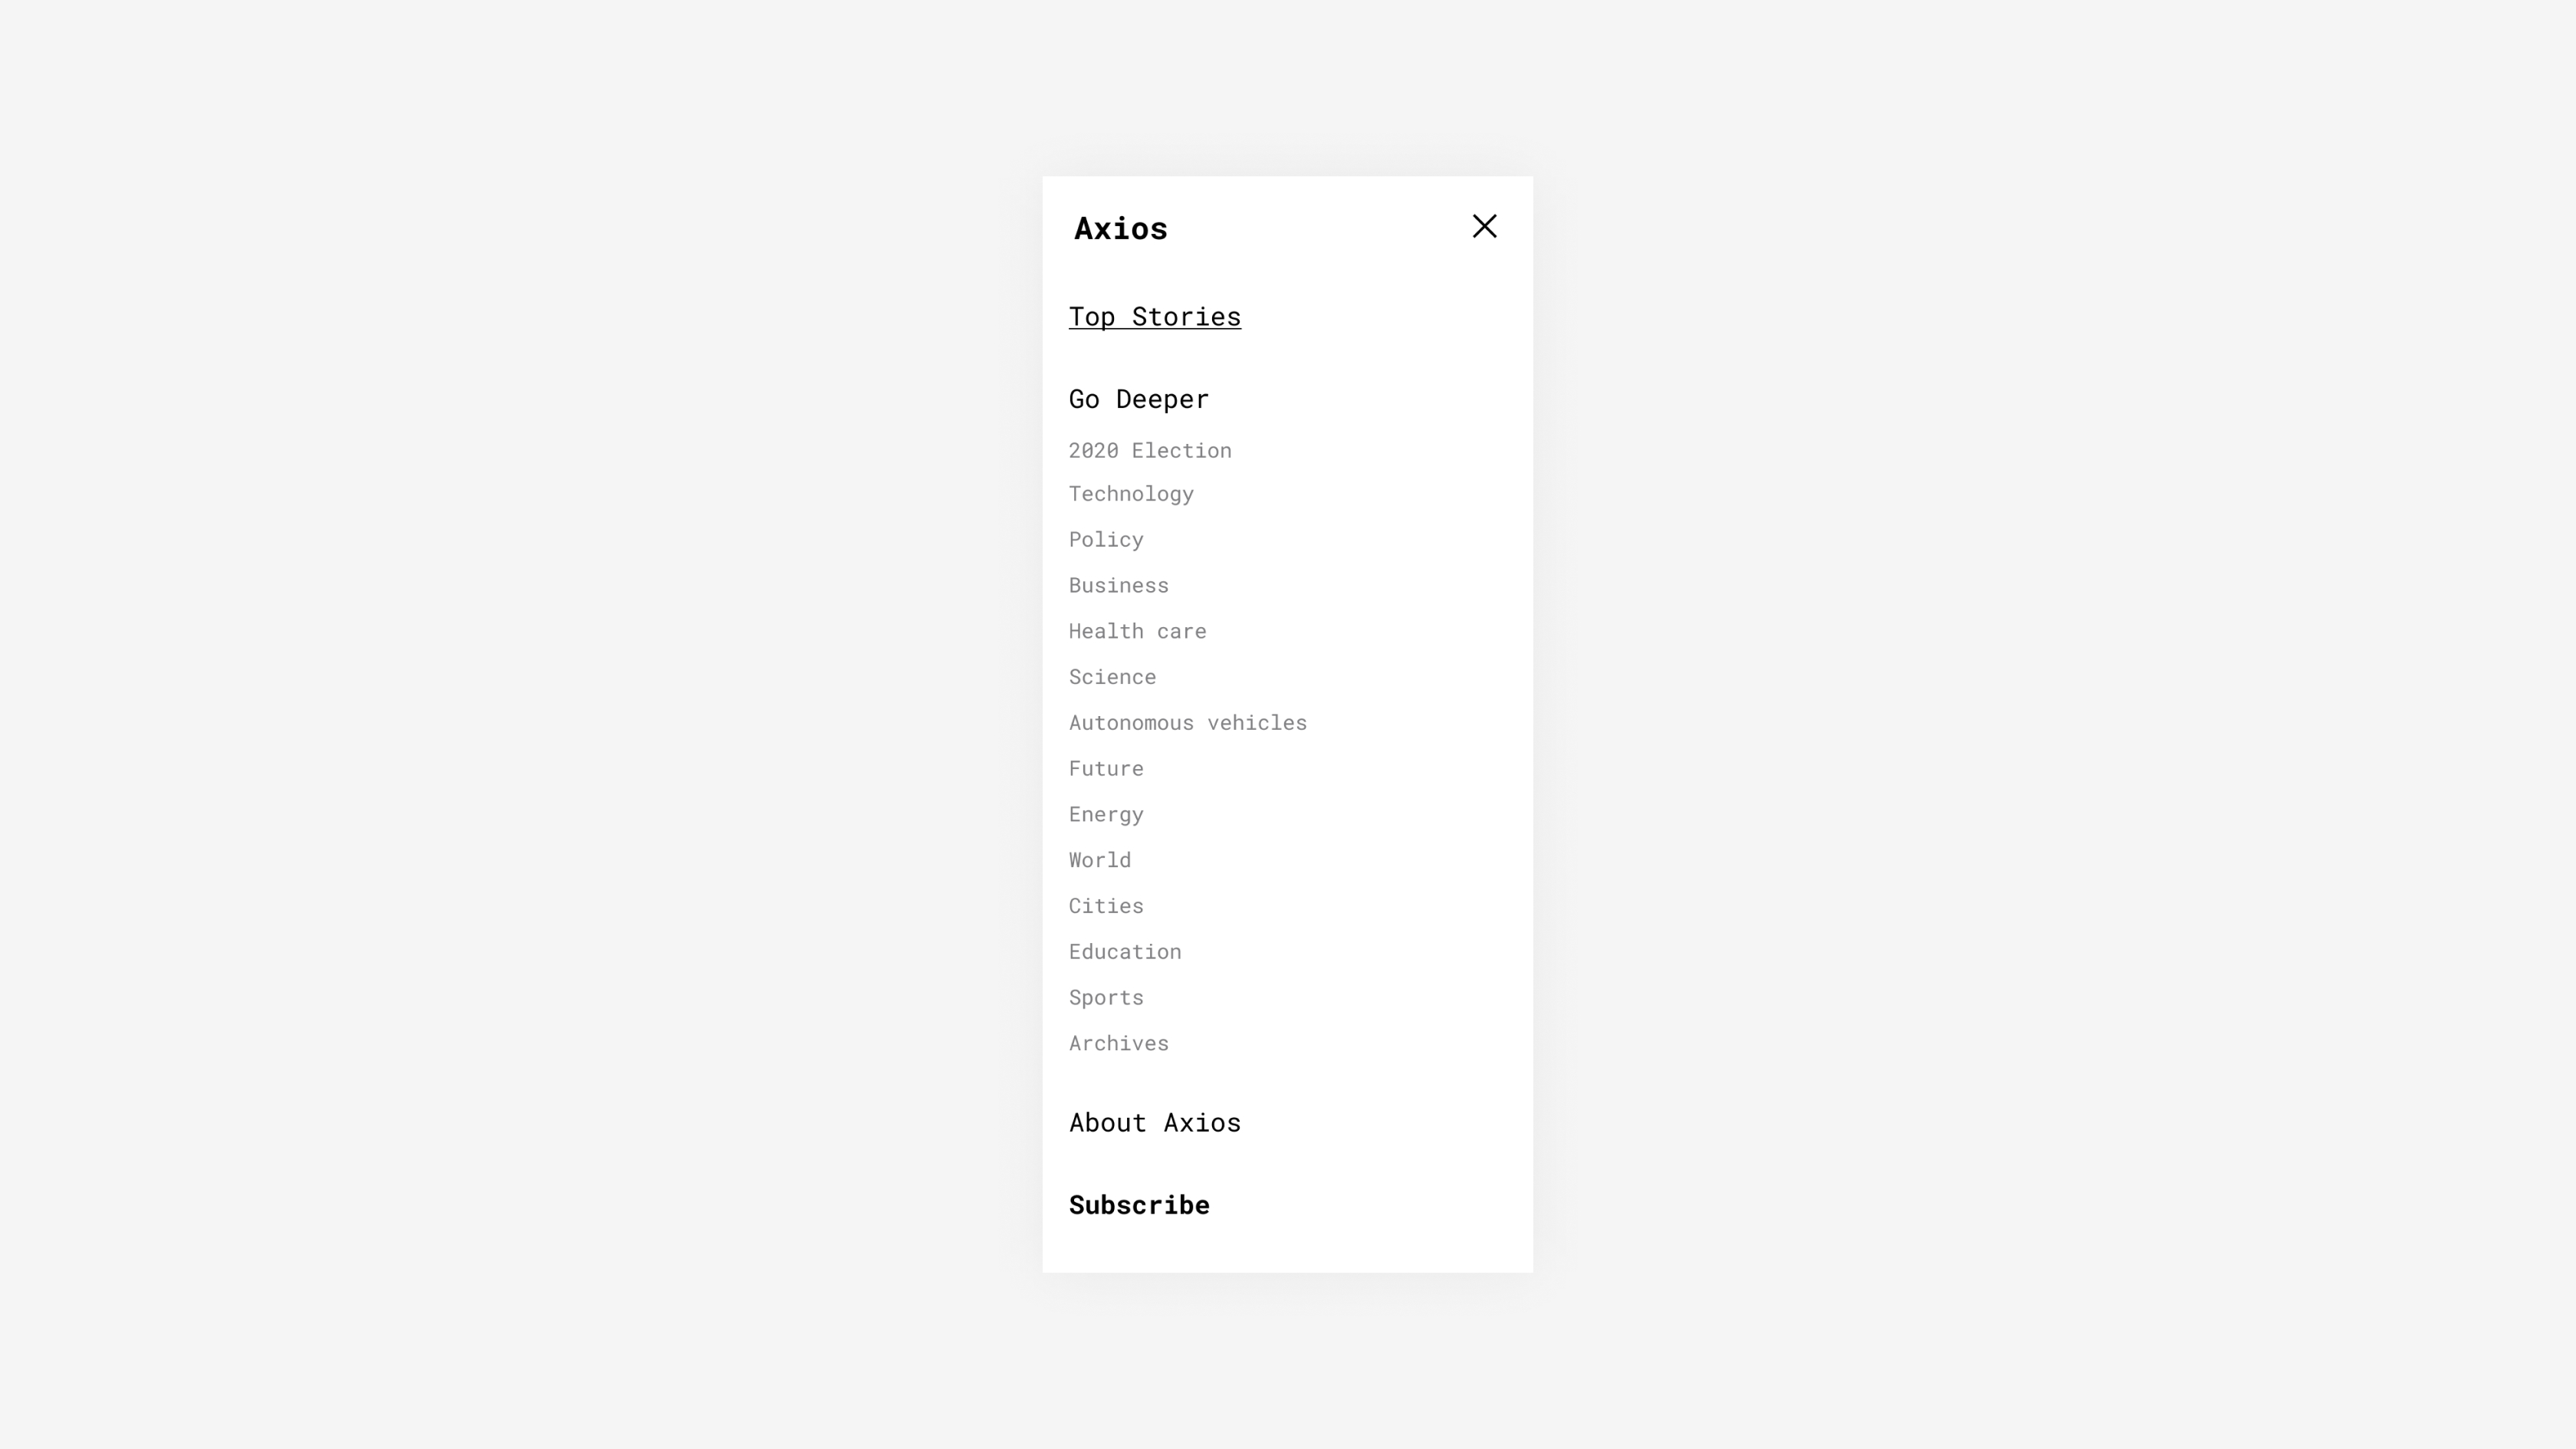 Axios
Top Stories
Go Deeper
2020 Election
Technology
Policy
Business
Health care
Science
Autonomous vehicles
Future
Energy
World
Cities
Education
Sports
Archives
About Axios
Subscribe